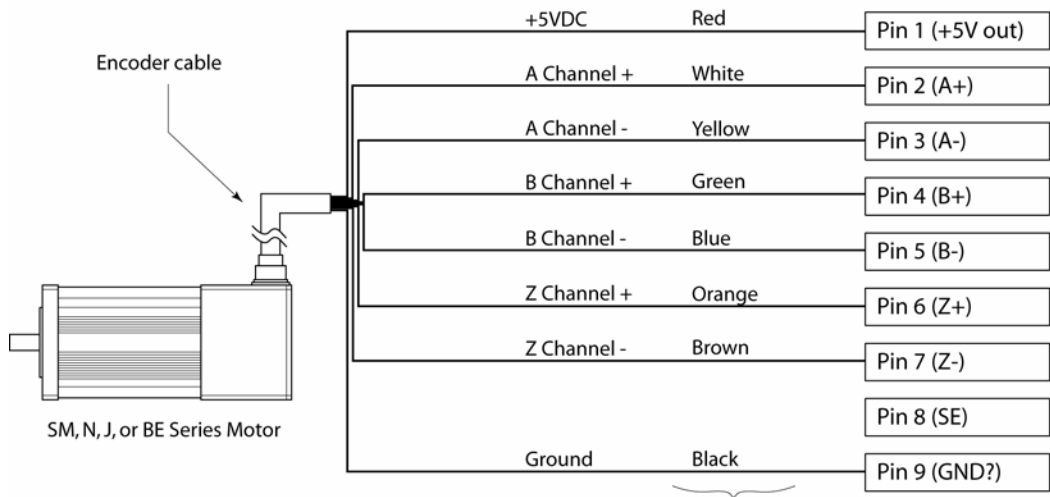 +5VDC Red Pin 1 (+5V out)
Encoder cable
A Channel + White Pin 2 (A+)
A Channel - Yellow Pin 3 (A-)
B Channel + Green Pin 4 (B+)
B Channel - Blue Pin 5 (B-)
Z Channel + Orange Pin 6 (Z+)
Z Channel - Brown Pin 7 (Z-)
SM, N, J, or BE Series Motor
Pin 8 (SE)
Ground Black Pin 9 (GND?)